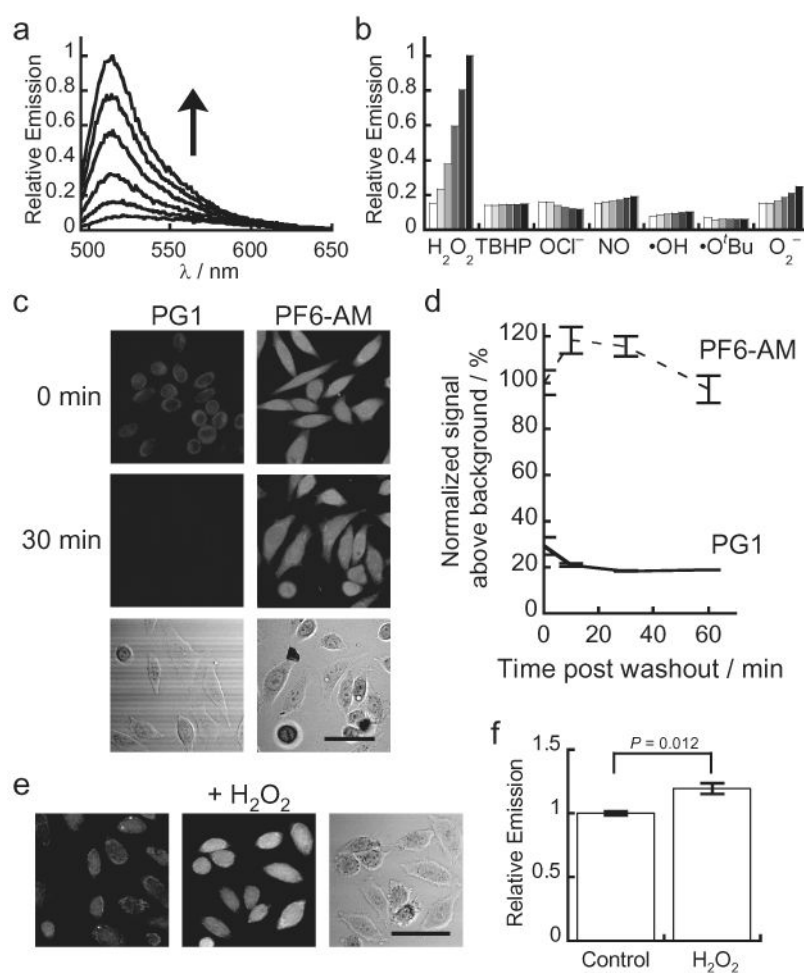 a
Relative Emission
1
0.8
0.6
0.4
0.2
0
500 550 600 650
λ / nm
b
Relative Emission
1
0.8
0.6
0.4
0.2
0
H₂O₂ TBHP OCl⁻ NO •OH •OᵗBu O₂⁻
c
PG1 PF6-AM
0 min
30 min
d
Normalized signal
above background / %
120
100
80
60
40
20
0
PF6-AM
PG1
0 20 40 60
Time post washout / min
e
+ H₂O₂
f
P = 0.012
Relative Emission
1.5
1
0.5
0
Control H₂O₂